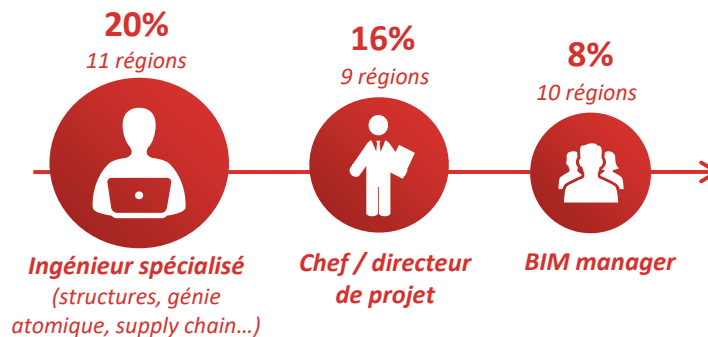 20%
11 régions
16%
9 régions
8%
10 régions
Ingénieur spécialisé
(structures, génie
atomique, supply chain…)
Chef / directeur
de projet
BIM manager